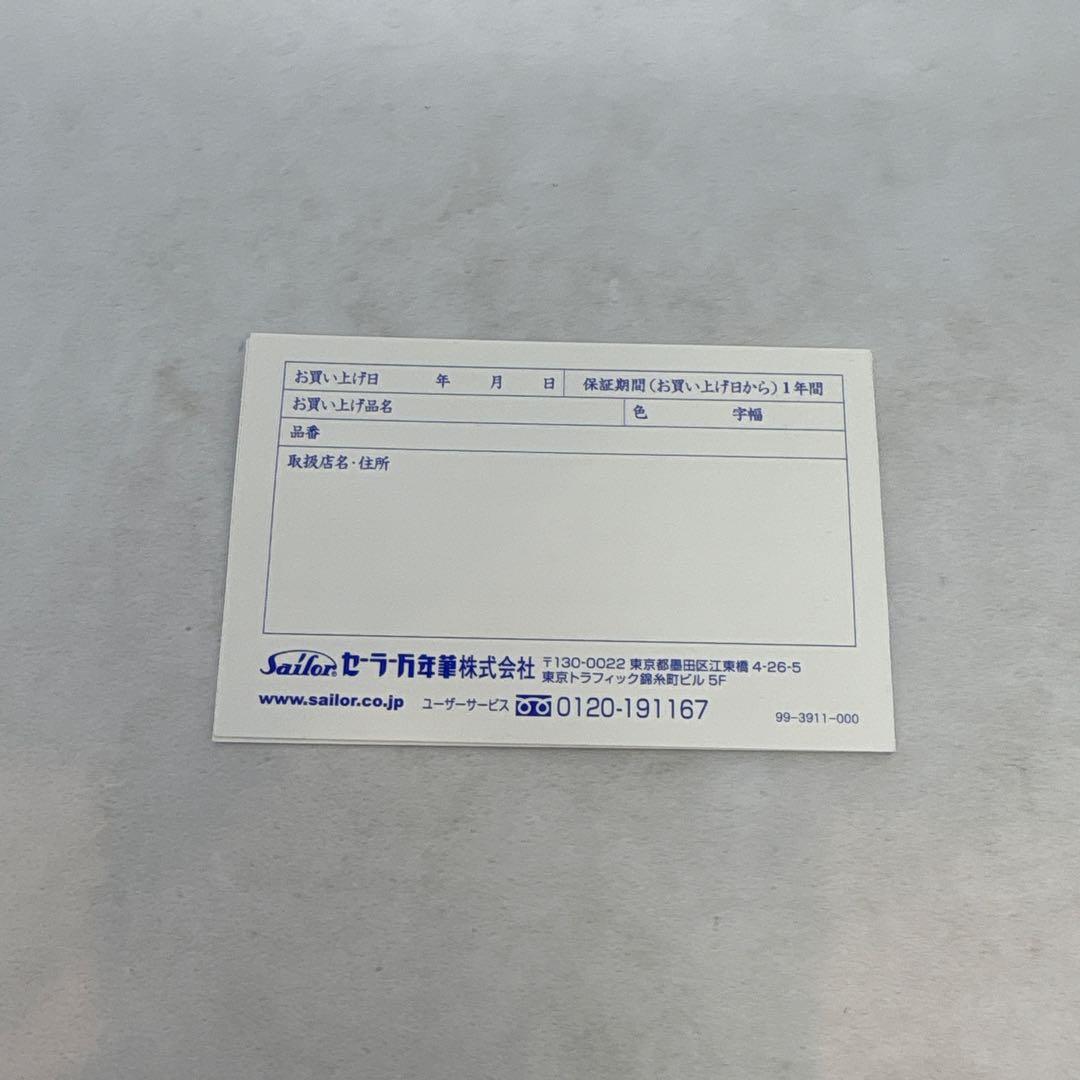 お買い上げ日 年 月 日 保証期間(お買い上げ日から)1年間
お買い上げ品名 色 字幅
品番
取扱店名・住所
Sailor® セーラー万年筆株式会社 〒130-0022 東京都墨田区江東橋 4-26-5
東京トラフィック錦糸町ビル 5F
www.sailor.co.jp ユーザーサービス 0120-191167
99-3911-000